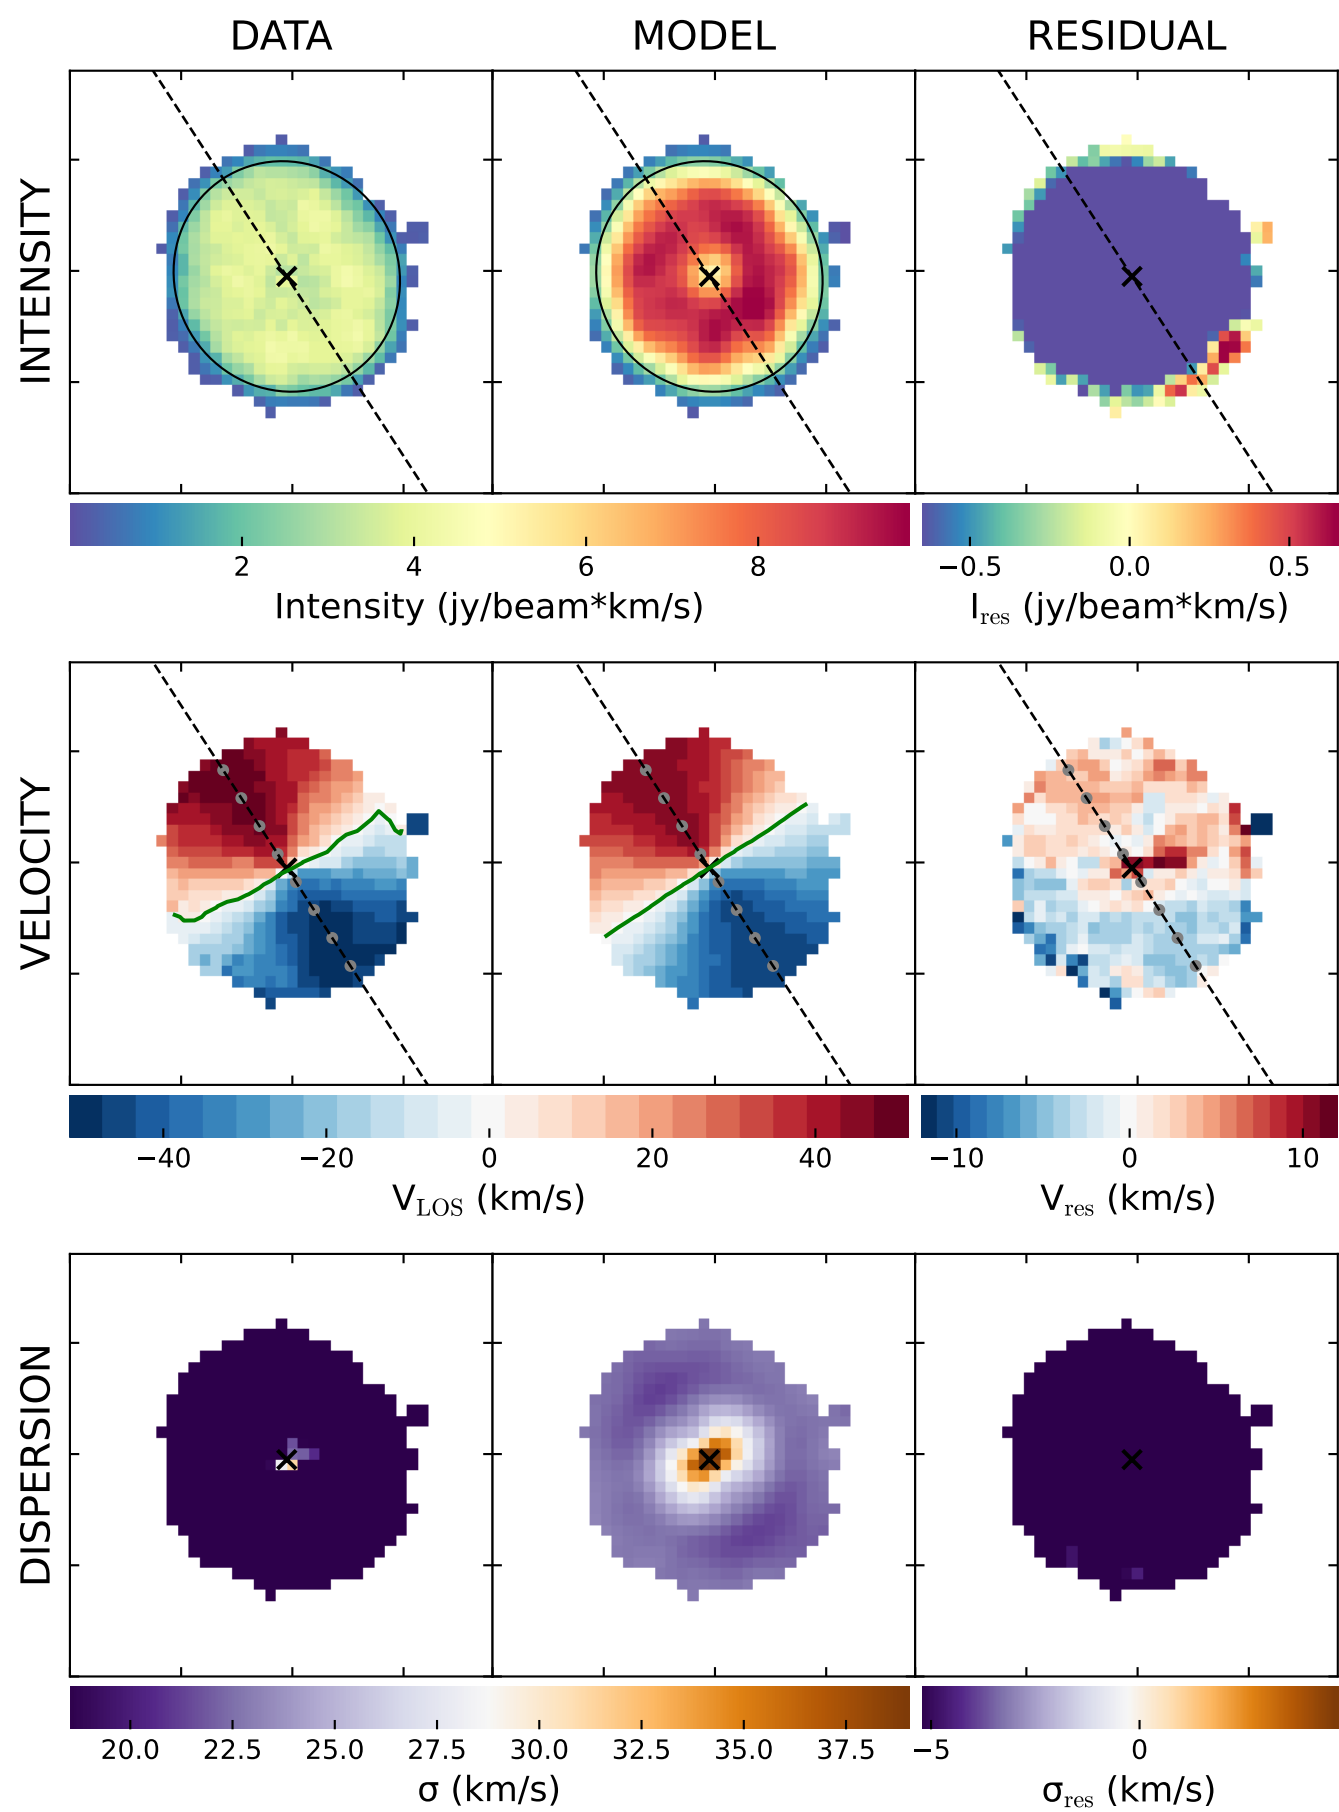 DATA MODEL RESIDUAL
INTENSITY
2 4 6 8
Intensity (jy/beam*km/s)
−0.5 0.0 0.5
Ires (jy/beam*km/s)
VELOCITY
−40 −20 0 20 40
VLOS (km/s)
−10 0 10
Vres (km/s)
DISPERSION
20.0 22.5 25.0 27.5 30.0 32.5 35.0 37.5
σ (km/s)
−5 0
σres (km/s)